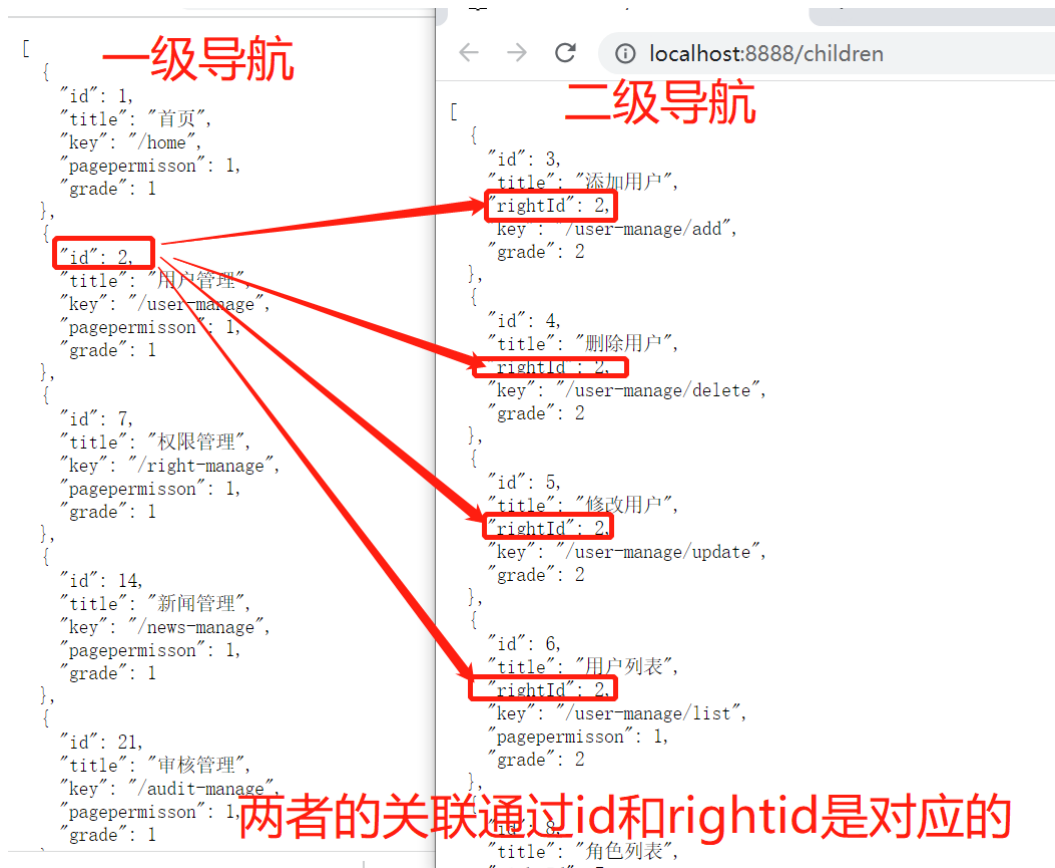 一级导航
[
{
"id": 1,
"title": "首页",
"key": "/home",
"pagepermisson": 1,
"grade": 1
},
{
"id": 2,
"title": "用户管理",
"key": "/user-manage",
"pagepermisson": 1,
"grade": 1
},
{
"id": 7,
"title": "权限管理",
"key": "/right-manage",
"pagepermisson": 1,
"grade": 1
},
{
"id": 14,
"title": "新闻管理",
"key": "/news-manage",
"pagepermisson": 1,
"grade": 1
},
{
"id": 21,
"title": "审核管理",
"key": "/audit-manage",
"pagepermisson": 1,
"grade": 1
},
localhost:8888/children
二级导航
[
{
"id": 3,
"title": "添加用户",
"rightId": 2,
"key": "/user-manage/add",
"grade": 2
},
{
"id": 4,
"title": "删除用户",
"rightId": 2,
"key": "/user-manage/delete",
"grade": 2
},
{
"id": 5,
"title": "修改用户",
"rightId": 2,
"key": "/user-manage/update",
"grade": 2
},
{
"id": 6,
"title": "用户列表",
"rightId": 2,
"key": "/user-manage/list",
"pagepermisson": 1,
"grade": 2
},
{
"id": 8,
"title": "角色列表",
两者的关联通过id和rightid是对应的